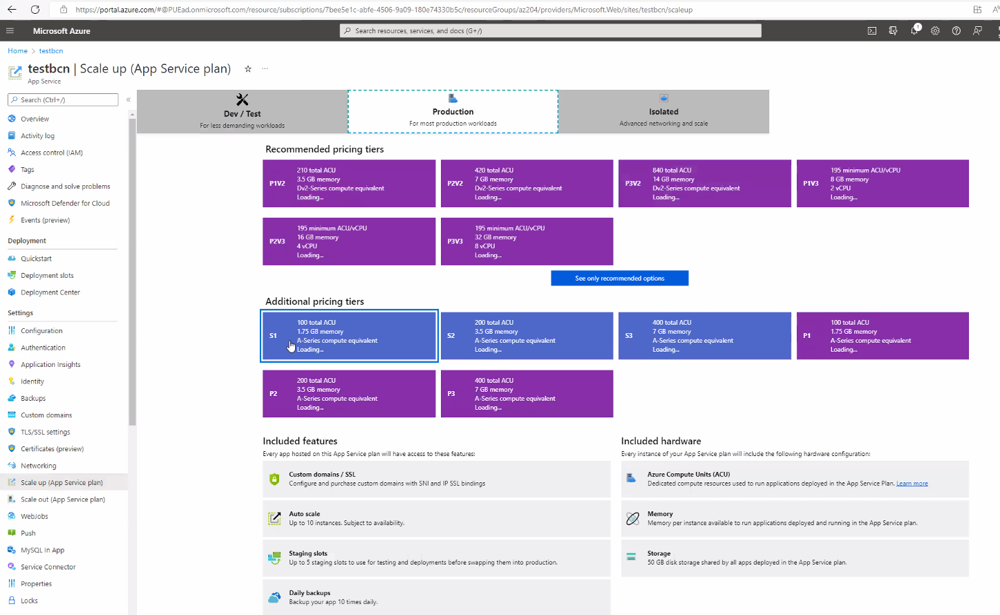 https://portal.azure.com/#@PUEad.onmicrosoft.com/resource/subscriptions/7bee5e1c-abfe-4506-9a09-180e74330b5c/resourceGroups/az204/providers/Microsoft.Web/sites/testbcn/scaleup
Microsoft Azure
Search resources, services, and docs (G+/)
1
Home > testbcn
testbcn | Scale up (App Service plan)
App Service
Search (Ctrl+/)
Overview
Activity log
Access control (IAM)
Tags
Diagnose and solve problems
Microsoft Defender for Cloud
Events (preview)
Deployment
Quickstart
Deployment slots
Deployment Center
Settings
Configuration
Authentication
Application Insights
Identity
Backups
Custom domains
TLS/SSL settings
Certificates (preview)
Networking
Scale up (App Service plan)
Scale out (App Service plan)
WebJobs
Push
MySQL In App
Service Connector
Properties
Locks
Dev / Test
For less demanding workloads
Production
For most production workloads
Isolated
Advanced networking and scale
Recommended pricing tiers
P1V2
210 total ACU
3.5 GB memory
Dv2-Series compute equivalent
Loading...
P2V2
420 total ACU
7 GB memory
Dv2-Series compute equivalent
Loading...
P3V2
840 total ACU
14 GB memory
Dv2-Series compute equivalent
Loading...
P1V3
195 minimum ACU/vCPU
8 GB memory
2 vCPU
Loading...
P2V3
195 minimum ACU/vCPU
16 GB memory
4 vCPU
Loading...
P3V3
195 minimum ACU/vCPU
32 GB memory
8 vCPU
Loading...
See only recommended options
Additional pricing tiers
S1
100 total ACU
1.75 GB memory
A-Series compute equivalent
Loading...
S2
200 total ACU
3.5 GB memory
A-Series compute equivalent
Loading...
S3
400 total ACU
7 GB memory
A-Series compute equivalent
Loading...
P1
100 total ACU
1.75 GB memory
A-Series compute equivalent
Loading...
P2
200 total ACU
3.5 GB memory
A-Series compute equivalent
Loading...
P3
400 total ACU
7 GB memory
A-Series compute equivalent
Loading...
Included features
Every app hosted on this App Service plan will have access to these features:
Custom domains / SSL
Configure and purchase custom domains with SNI and IP SSL bindings
Auto scale
Up to 10 instances. Subject to availability.
Staging slots
Up to 5 staging slots to use for testing and deployments before swapping them into production.
Daily backups
Backup your app 10 times daily.
Included hardware
Every instance of your App Service plan will include the following hardware configuration:
Azure Compute Units (ACU)
Dedicated compute resources used to run applications deployed in the App Service Plan. Learn more
Memory
Memory per instance available to run applications deployed and running in the App Service plan.
Storage
50 GB disk storage shared by all apps deployed in the App Service plan.